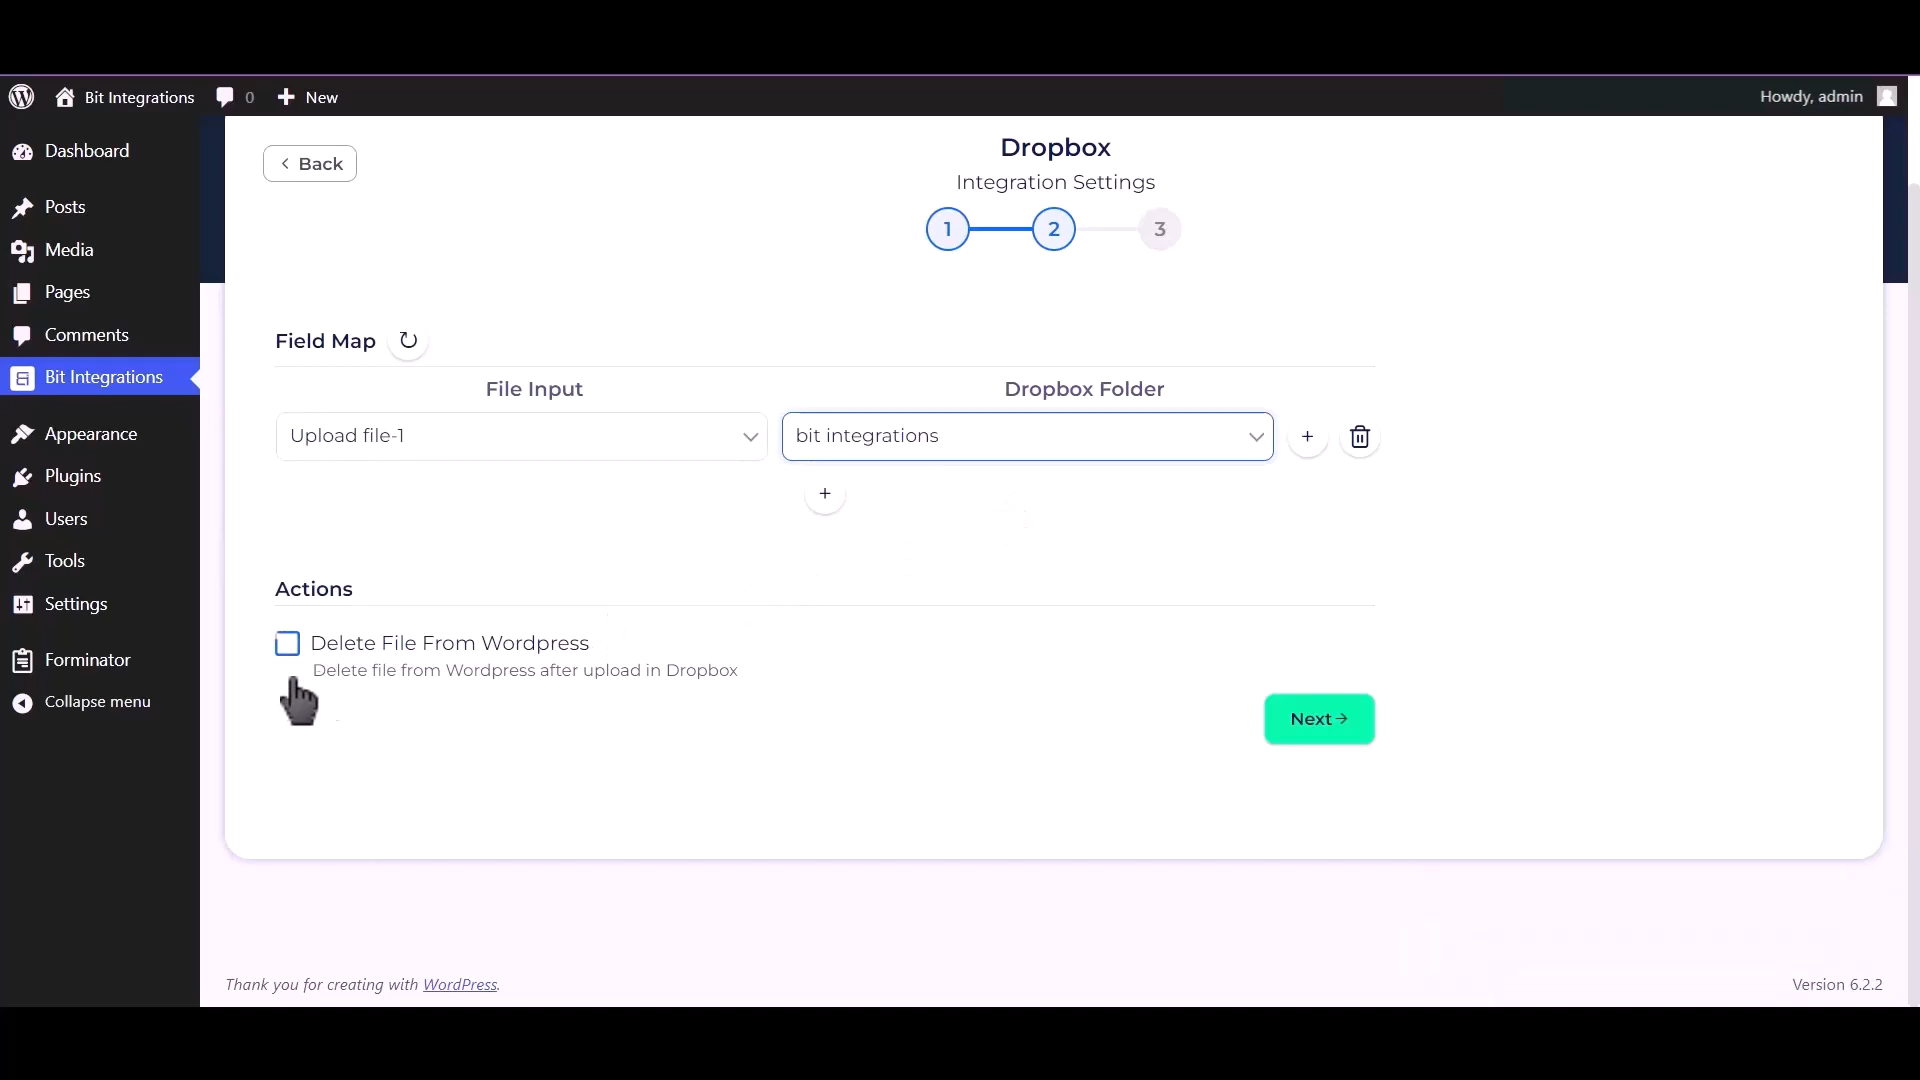 Bit Integrations 0 New Howdy, admin
Dashboard
Posts
Media
Pages
Comments
Bit Integrations
Appearance
Plugins
Users
Tools
Settings
Forminator
Collapse menu
Back
Dropbox
Integration Settings
1 2 3
Field Map
File Input Dropbox Folder
Upload file-1 bit integrations + 
+
Actions
Delete File From Wordpress
Delete file from Wordpress after upload in Dropbox
Next→
Thank you for creating with WordPress. Version 6.2.2